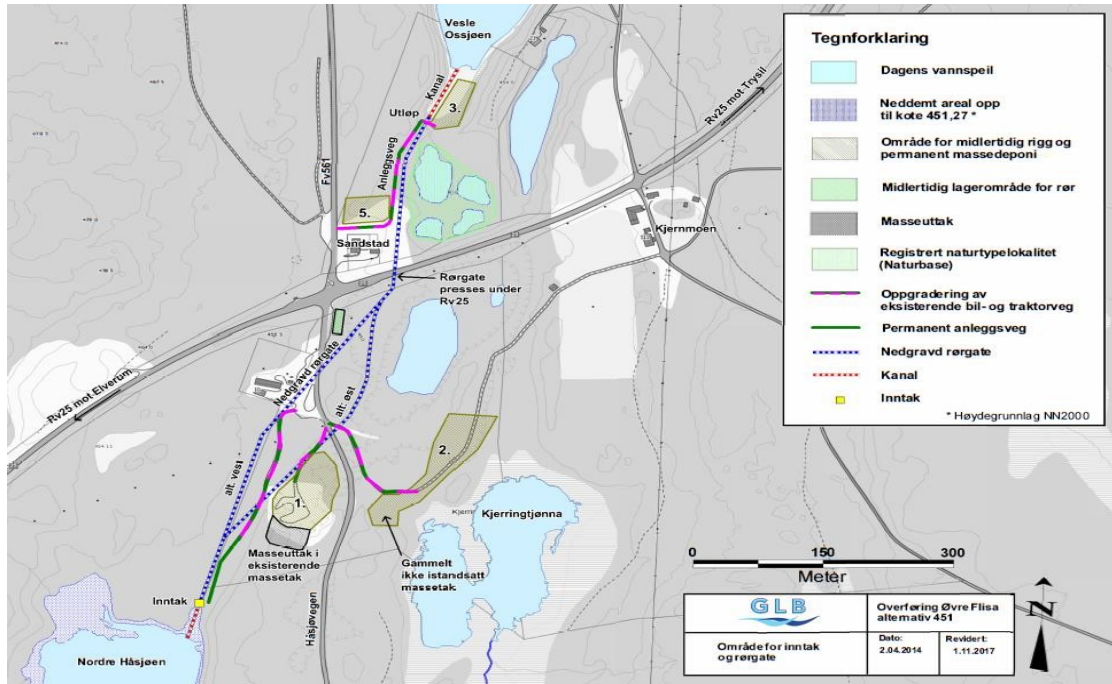 Vesle
Ossjøen
Kanal
3.
Utløp
Anleggsveg
Fv561
5.
Sandstad
Rørgate
presses under
Rv25
Kjernmoen
Rv25 mot Trysil
Rv25 mot Elverum
Nedgravd rørgate
alt. est
alt. vest
2.
1.
Kjerringtjønna
Masseuttak i
eksisterende
massetak
Gammelt
ikke istandsatt
massetak
Håsjøvegen
Inntak
Nordre Håsjøen
Tegnforklaring
Dagens vannspeil
Neddemt areal opp
til kote 451,27 *
Område for midlertidig rigg og
permanent massedeponi
Midlertidig lagerområde for rør
Masseuttak
Registrert naturtypelokalitet
(Naturbase)
Oppgradering av
eksisterende bil- og traktorveg
Permanent anleggsveg
Nedgravd rørgate
Kanal
Inntak
* Høydegrunnlag NN2000
0 150 300
Meter
N
GLB
Overføring Øvre Flisa
alternativ 451
Område for inntak
og rørgate
Dato:
2.04.2014
Revidert:
1.11.2017